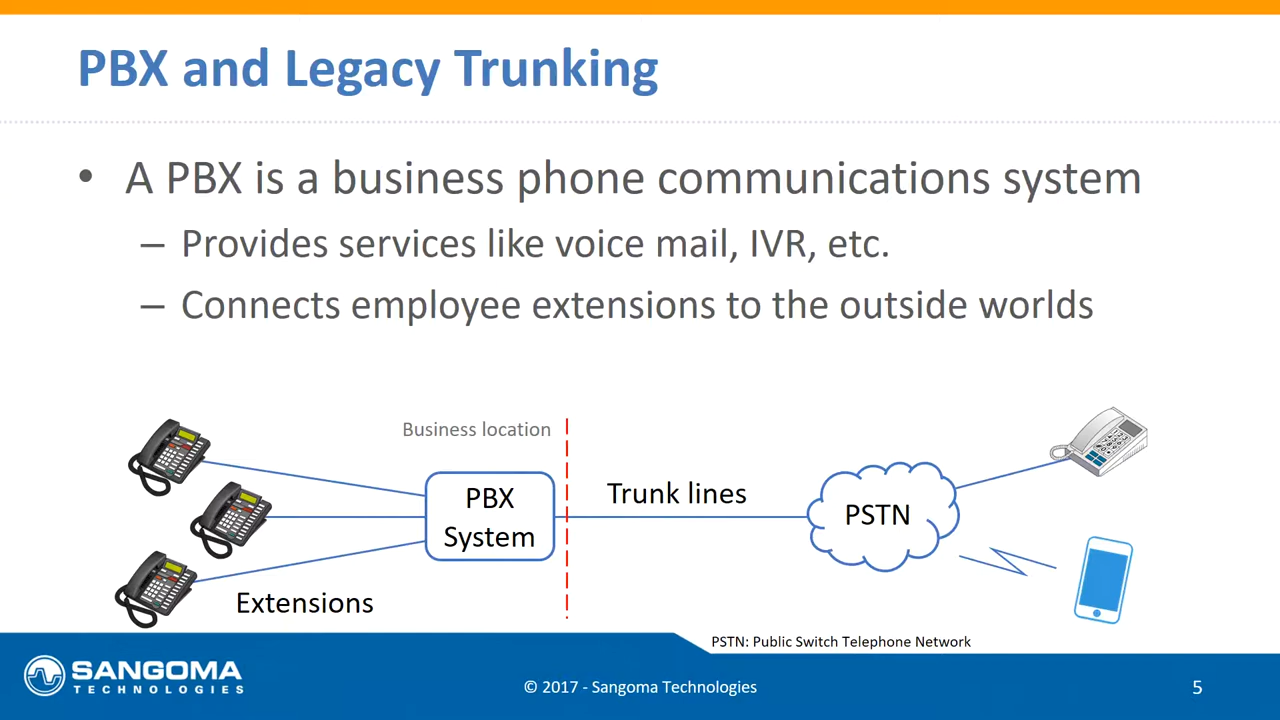 PBX and Legacy Trunking
• A PBX is a business phone communications system
– Provides services like voice mail, IVR, etc.
– Connects employee extensions to the outside worlds
Business location
PBX
System
Trunk lines
PSTN
Extensions
PSTN: Public Switch Telephone Network
SANGOMA
TECHNOLOGIES
© 2017 - Sangoma Technologies
5